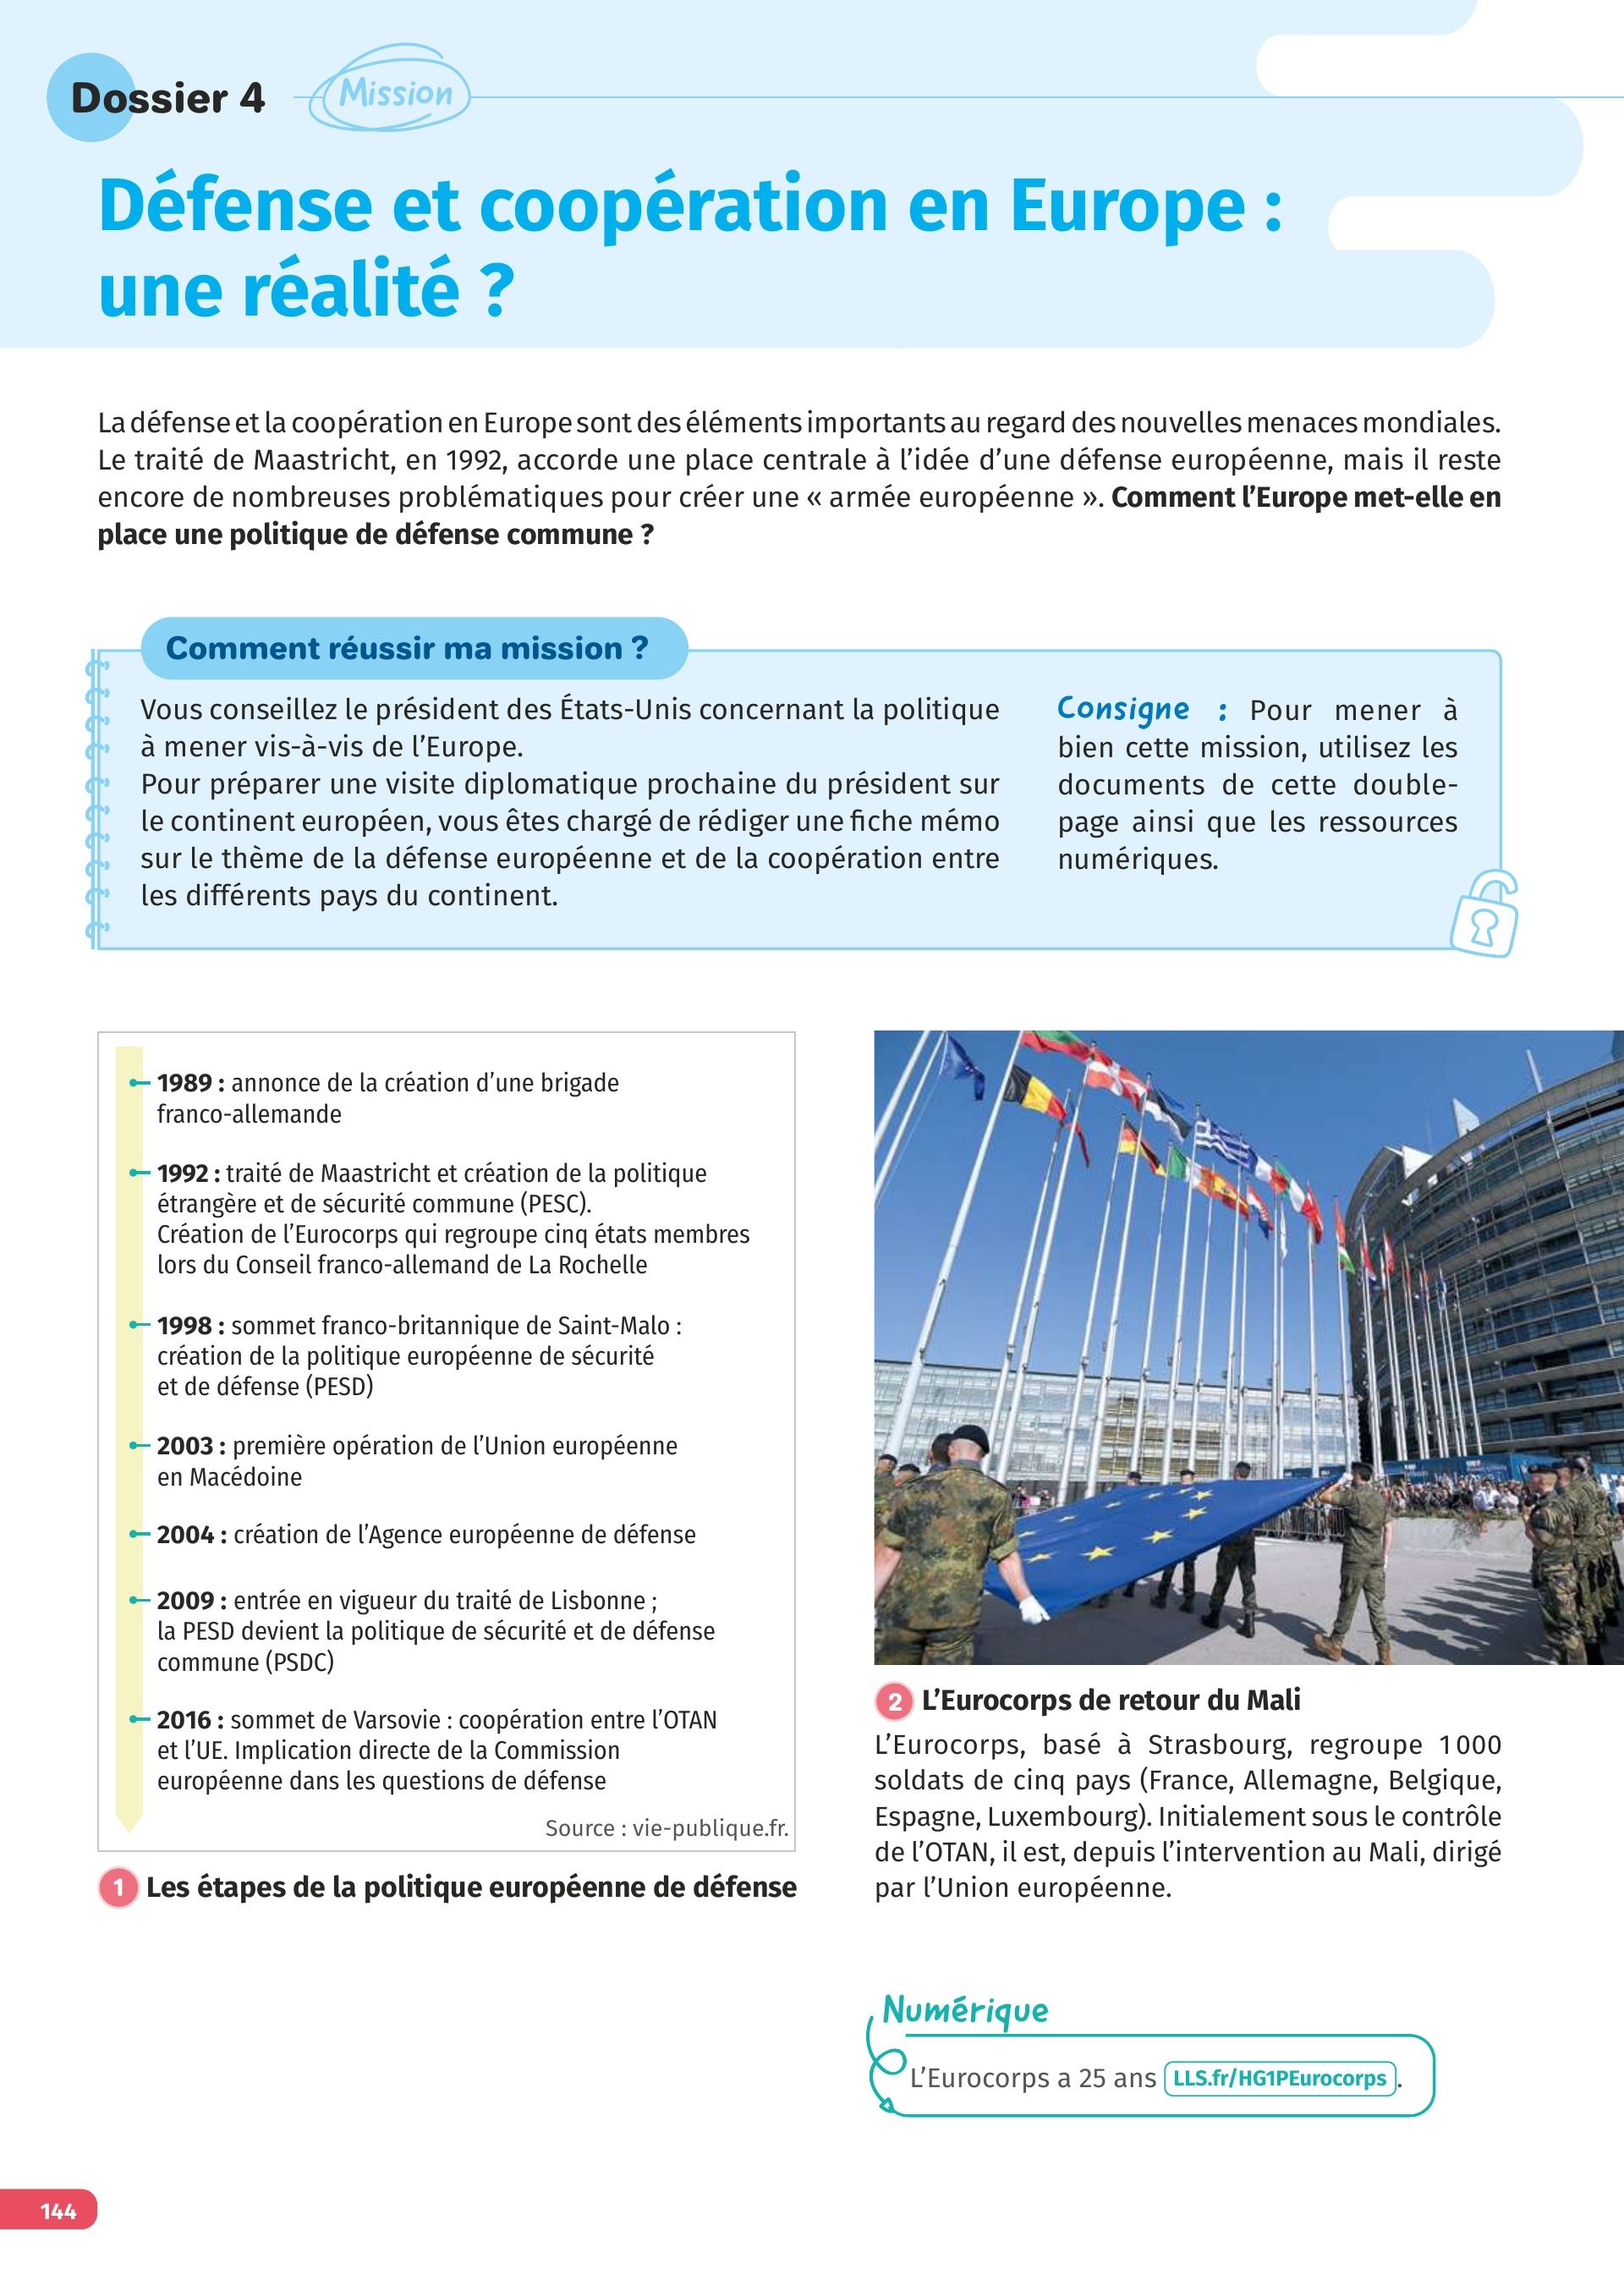 Dossier 4
Mission
Défense et coopération en Europe :
une réalité ?
La défense et la coopération en Europe sont des éléments importants au regard des nouvelles menaces mondiales.
Le traité de Maastricht, en 1992, accorde une place centrale à l’idée d’une défense européenne, mais il reste
encore de nombreuses problématiques pour créer une « armée européenne ». Comment l’Europe met-elle en
place une politique de défense commune ?
Comment réussir ma mission ?
Vous conseillez le président des États-Unis concernant la politique
à mener vis-à-vis de l’Europe.
Pour préparer une visite diplomatique prochaine du président sur
le continent européen, vous êtes chargé de rédiger une fiche mémo
sur le thème de la défense européenne et de la coopération entre
les différents pays du continent.
Consigne : Pour mener à
bien cette mission, utilisez les
documents de cette double-
page ainsi que les ressources
numériques.
1989 : annonce de la création d’une brigade
franco-allemande
1992 : traité de Maastricht et création de la politique
étrangère et de sécurité commune (PESC).
Création de l’Eurocorps qui regroupe cinq états membres
lors du Conseil franco-allemand de La Rochelle
1998 : sommet franco-britannique de Saint-Malo :
création de la politique européenne de sécurité
et de défense (PESD)
2003 : première opération de l’Union européenne
en Macédoine
2004 : création de l’Agence européenne de défense
2009 : entrée en vigueur du traité de Lisbonne ;
la PESD devient la politique de sécurité et de défense
commune (PSDC)
2016 : sommet de Varsovie : coopération entre l’OTAN
et l’UE. Implication directe de la Commission
européenne dans les questions de défense
Source : vie-publique.fr.
1 Les étapes de la politique européenne de défense
2 L’Eurocorps de retour du Mali
L’Eurocorps, basé à Strasbourg, regroupe 1 000
soldats de cinq pays (France, Allemagne, Belgique,
Espagne, Luxembourg). Initialement sous le contrôle
de l’OTAN, il est, depuis l’intervention au Mali, dirigé
par l’Union européenne.
Numérique
L’Eurocorps a 25 ans LLS.fr/HG1PEurocorps .
144